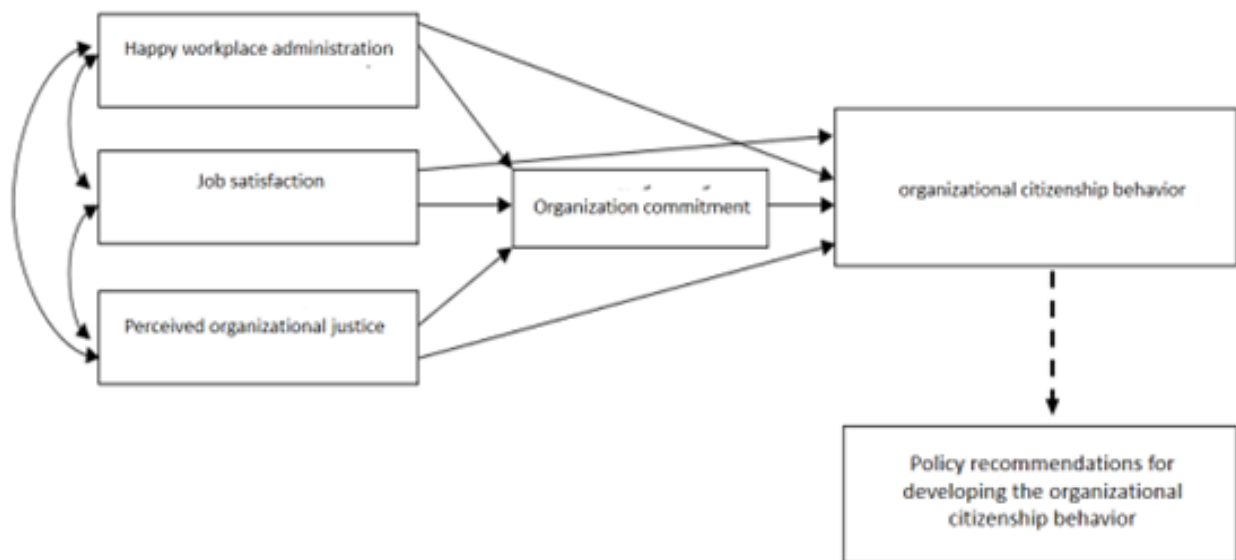 Happy workplace administration
Job satisfaction
Organization commitment
organizational citizenship behavior
Perceived organizational justice
Policy recommendations for
developing the organizational
citizenship behavior